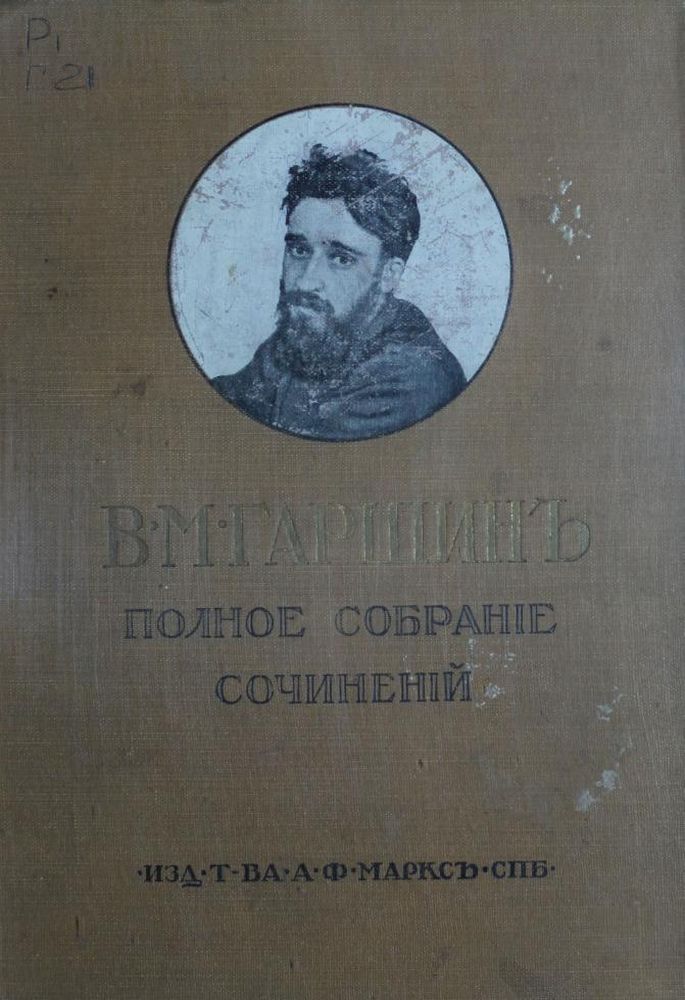 Р1
Г21
В·М·ГАРШИНЪ
ПОЛНОЕ СОБРАНІЕ
СОЧИНЕНІЙ
·ИЗД·Т-ВА·А·Ф·МАРКСЪ·СПБ·